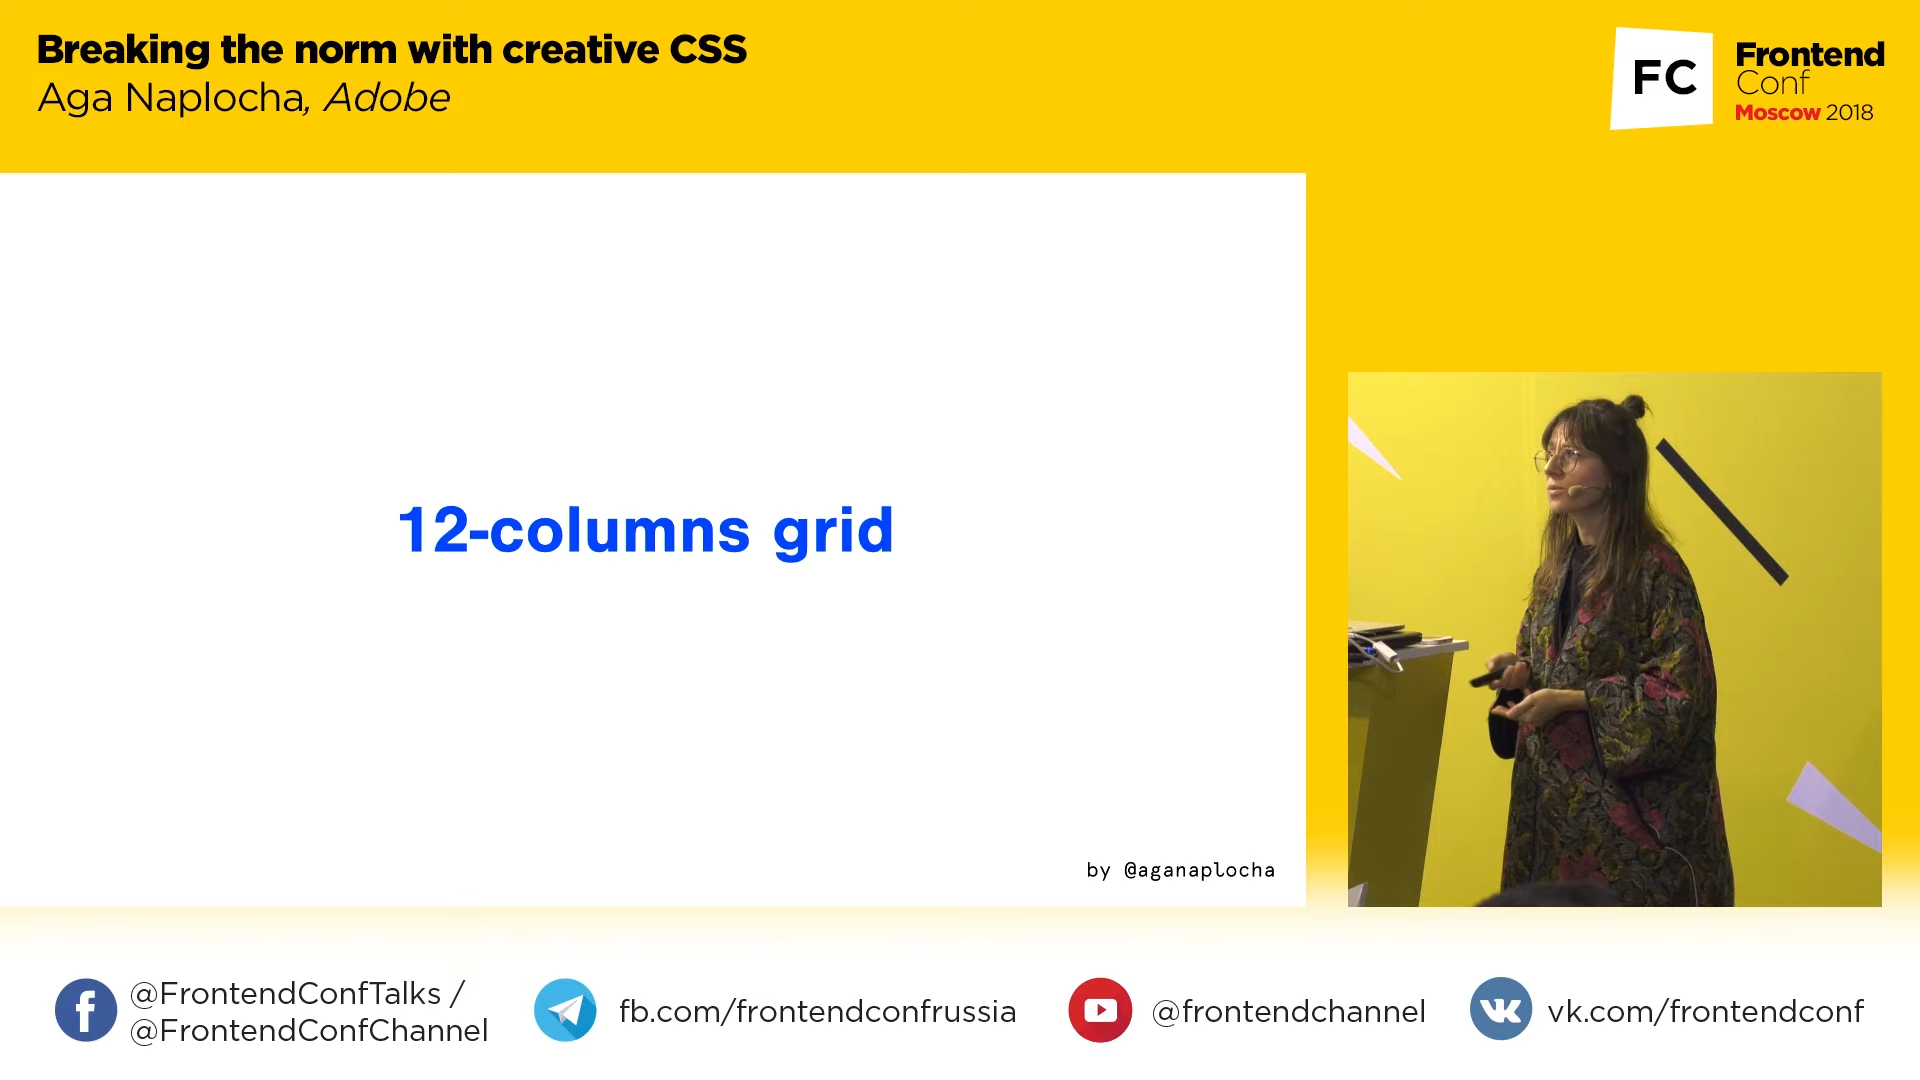 Breaking the norm with creative CSS
Aga Naplocha, Adobe
FC
Frontend
Conf
Moscow 2018
12-columns grid
by @aganaplocha
@FrontendConfTalks /
@FrontendConfChannel
fb.com/frontendconfrussia
@frontendchannel
vk.com/frontendconf